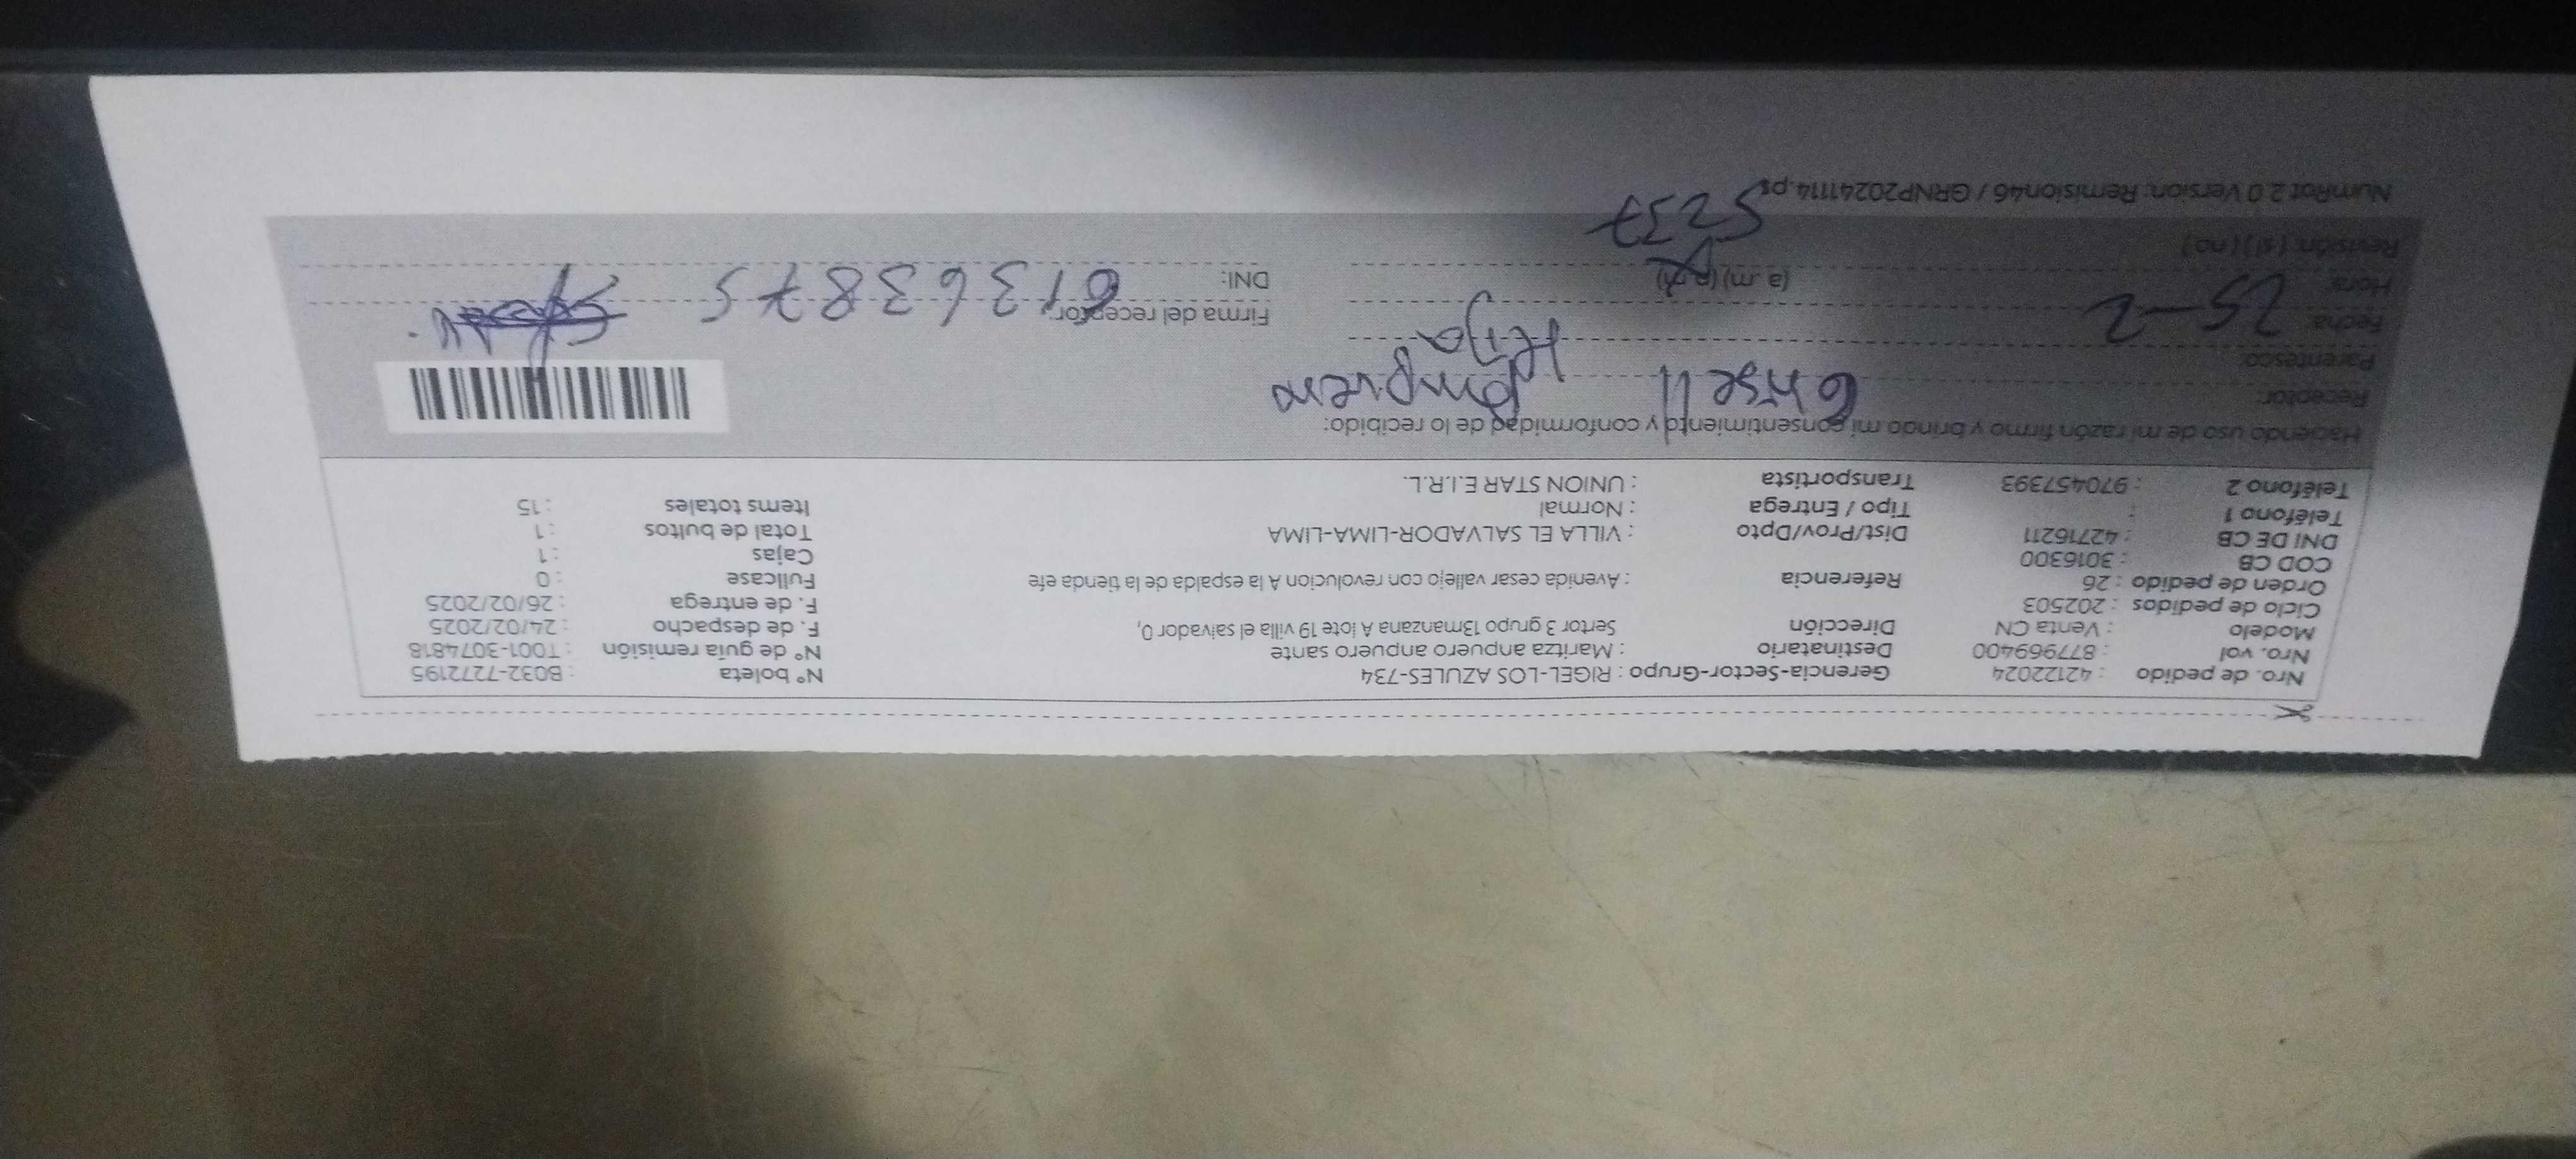 Nro. de pedido : 42122024 Gerencia-Sector-Grupo : RIGEL-LOS AZULES-734 N° boleta : B032-7272195
Nro. vol : 877969400 Destinatario : Maritza anpuero anpuero sante N° de guía remisión : T001-3074818
Modelo : Venta CN Dirección Sertor 3 grupo 13manzana A lote 19 villa el salvador 0, F. de despacho : 24/02/2025
Ciclo de pedidos : 202503 F. de entrega : 26/02/2025
Orden de pedido : 26 Referencia : Avenida cesar vallejo con revolucion A la espalda de la tienda efe Fullcase : 0
COD CB : 3016300 Cajas : 1
DNI DE CB : 42716211 Dist/Prov/Dpto : VILLA EL SALVADOR-LIMA-LIMA Total de bultos : 1
Teléfono 1 : Tipo / Entrega : Normal Items totales : 15
Teléfono 2 : 970457393 Transportista : UNION STAR E.I.R.L.
Haciendo uso de mi razón firmo y brindo mi consentimiento y conformidad de lo recibido:
Receptor:
Parentesco: Hija
Fecha: 25-2 Firma del receptor:
Hora: (a.m) (p.m) DNI: 61363875
Revisión: (si) (no) 5237
NumRot 2.0 Version: Remision46 / GRNP20241114.ps